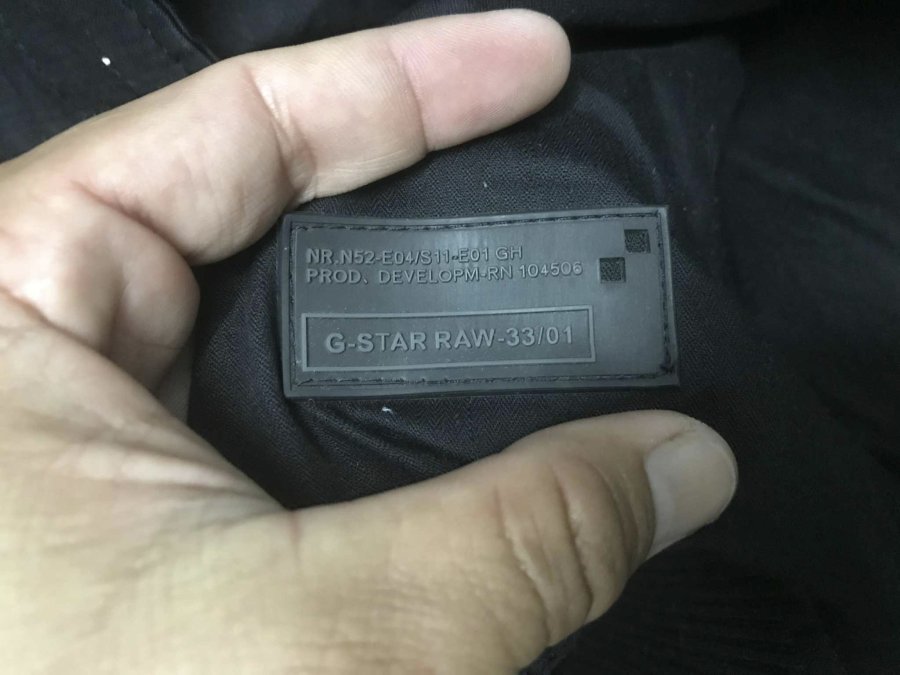 NR.N52-E04/S11-E01 GH
PROD、DEVELOPM-RN 104506
G-STAR RAW-33/01